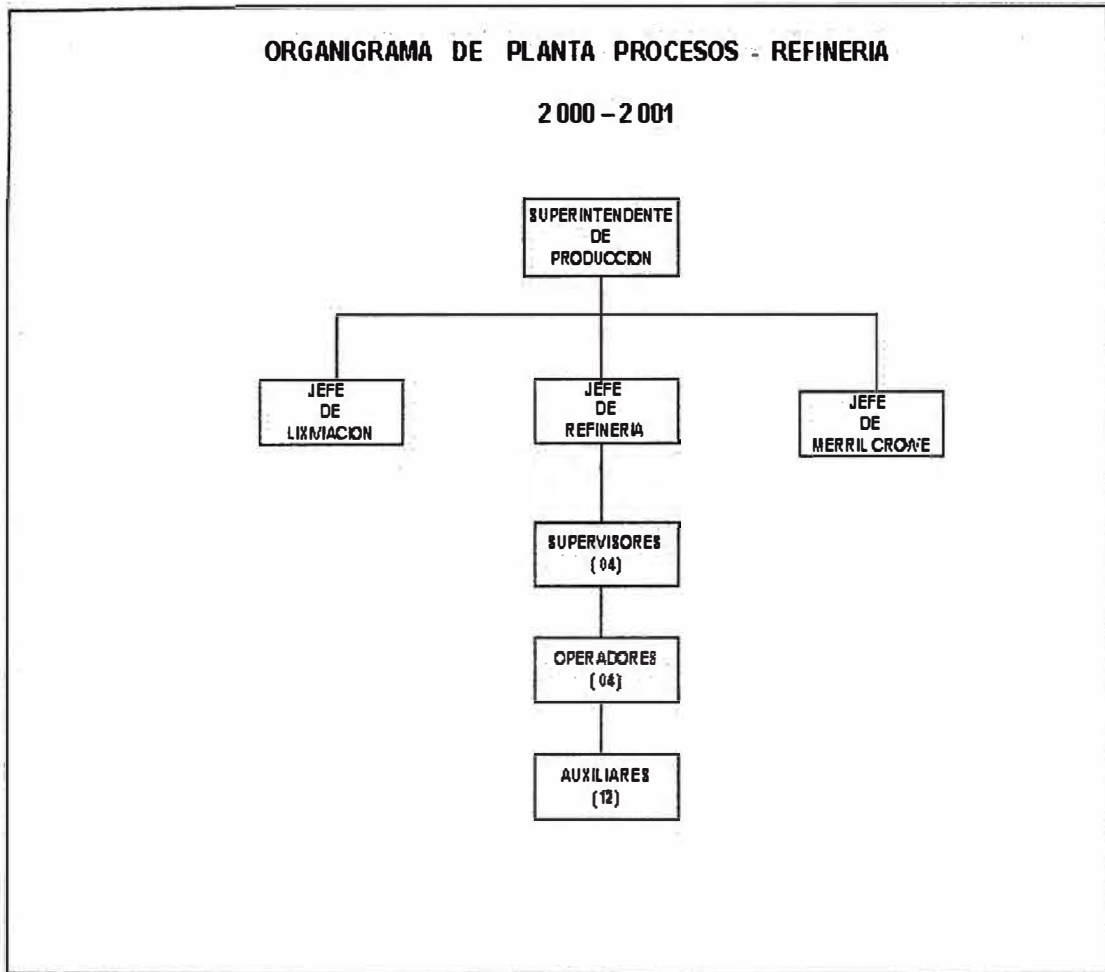 ORGANIGRAMA DE PLANTA PROCESOS - REFINERIA
2 000 – 2 001
SUPERINTENDENTE
DE
PRODUCCION
JEFE
DE
LIXIVIACION
JEFE
DE
REFINERIA
JEFE
DE
MERRIL CROWE
SUPERVISORES
(04)
OPERADORES
(04)
AUXILIARES
(12)